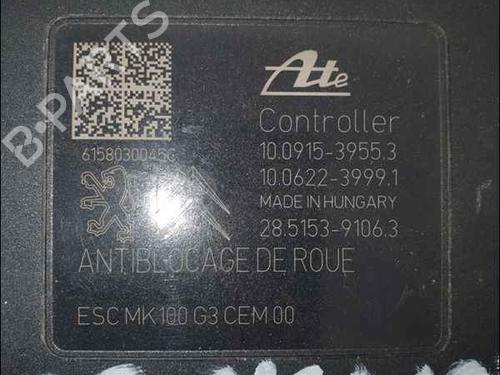 Ate
6158030045G
Controller
10.0915-3955.3
10.0622-3999.1
MADE IN HUNGARY
28.5153-9106.3
ANTIBLOCAGE DE ROUE
ESC MK100 G3 CEM 00
B-PARTS